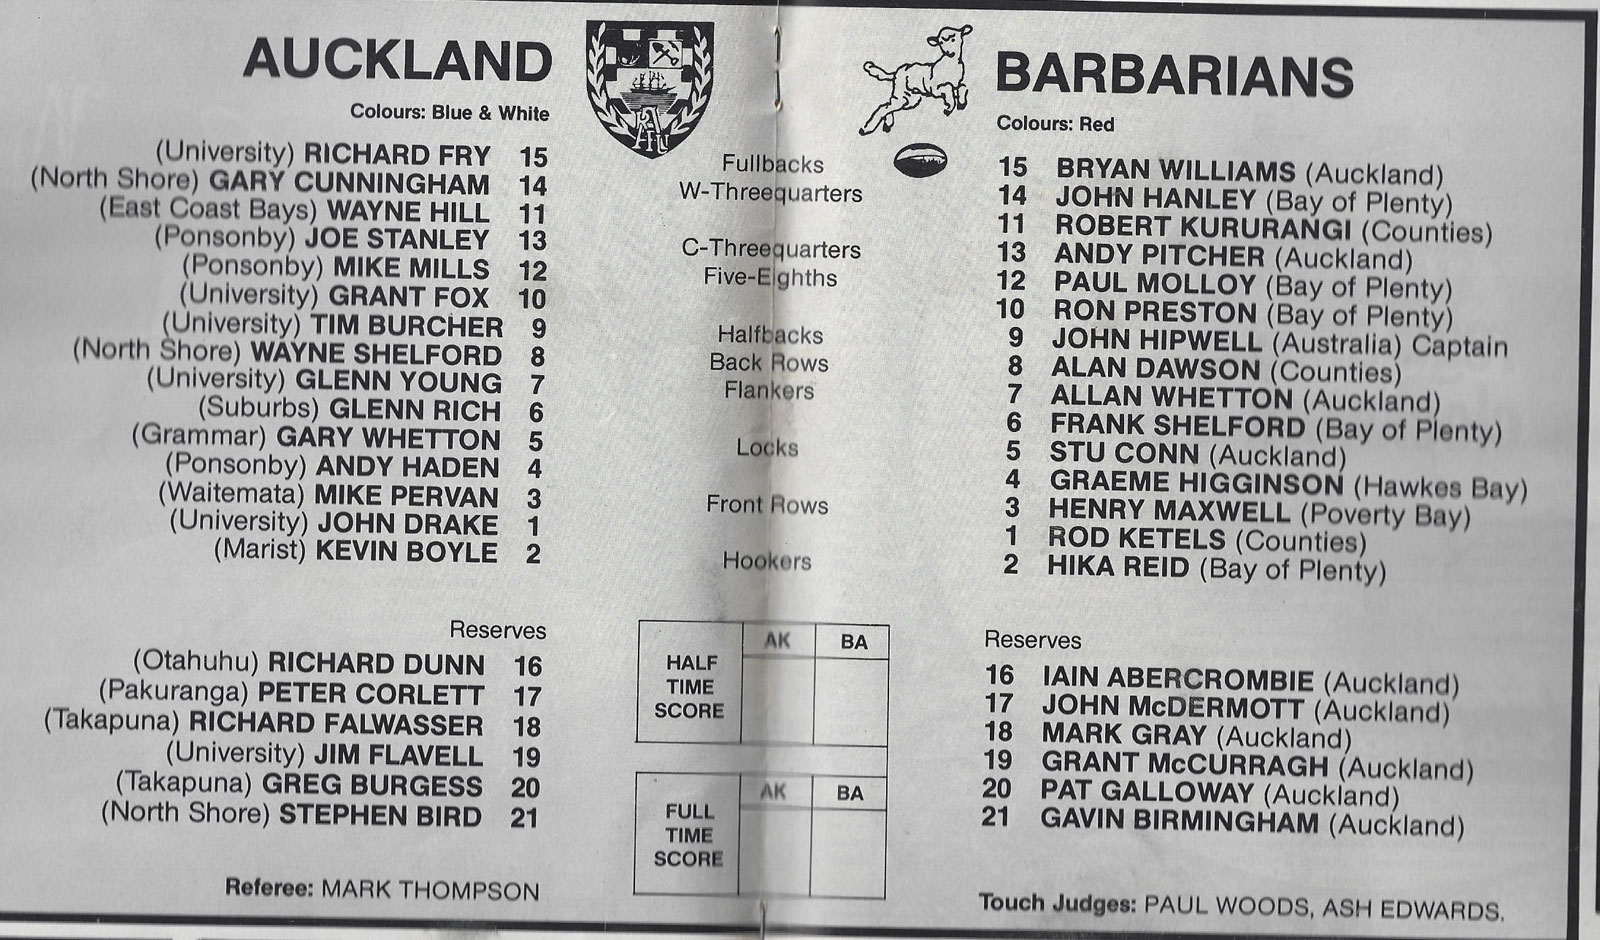 AUCKLAND
Colours: Blue & White
(University) RICHARD FRY 15
(North Shore) GARY CUNNINGHAM 14
(East Coast Bays) WAYNE HILL 11
(Ponsonby) JOE STANLEY 13
(Ponsonby) MIKE MILLS 12
(University) GRANT FOX 10
(University) TIM BURCHER 9
(North Shore) WAYNE SHELFORD 8
(University) GLENN YOUNG 7
(Suburbs) GLENN RICH 6
(Grammar) GARY WHETTON 5
(Ponsonby) ANDY HADEN 4
(Waitemata) MIKE PERVAN 3
(University) JOHN DRAKE 1
(Marist) KEVIN BOYLE 2
Reserves
(Otahuhu) RICHARD DUNN 16
(Pakuranga) PETER CORLETT 17
(Takapuna) RICHARD FALWASSER 18
(University) JIM FLAVELL 19
(Takapuna) GREG BURGESS 20
(North Shore) STEPHEN BIRD 21
Referee: MARK THOMPSON
Fullbacks
W-Threequarters
C-Threequarters
Five-Eighths
Halfbacks
Back Rows
Flankers
Locks
Front Rows
Hookers
AK BA
HALF
TIME
SCORE
AK BA
FULL
TIME
SCORE
BARBARIANS
Colours: Red
15 BRYAN WILLIAMS (Auckland)
14 JOHN HANLEY (Bay of Plenty)
11 ROBERT KURURANGI (Counties)
13 ANDY PITCHER (Auckland)
12 PAUL MOLLOY (Bay of Plenty)
10 RON PRESTON (Bay of Plenty)
9 JOHN HIPWELL (Australia) Captain
8 ALAN DAWSON (Counties)
7 ALLAN WHETTON (Auckland)
6 FRANK SHELFORD (Bay of Plenty)
5 STU CONN (Auckland)
4 GRAEME HIGGINSON (Hawkes Bay)
3 HENRY MAXWELL (Poverty Bay)
1 ROD KETELS (Counties)
2 HIKA REID (Bay of Plenty)
Reserves
16 IAIN ABERCROMBIE (Auckland)
17 JOHN McDERMOTT (Auckland)
18 MARK GRAY (Auckland)
19 GRANT McCURRAGH (Auckland)
20 PAT GALLOWAY (Auckland)
21 GAVIN BIRMINGHAM (Auckland)
Touch Judges: PAUL WOODS, ASH EDWARDS.